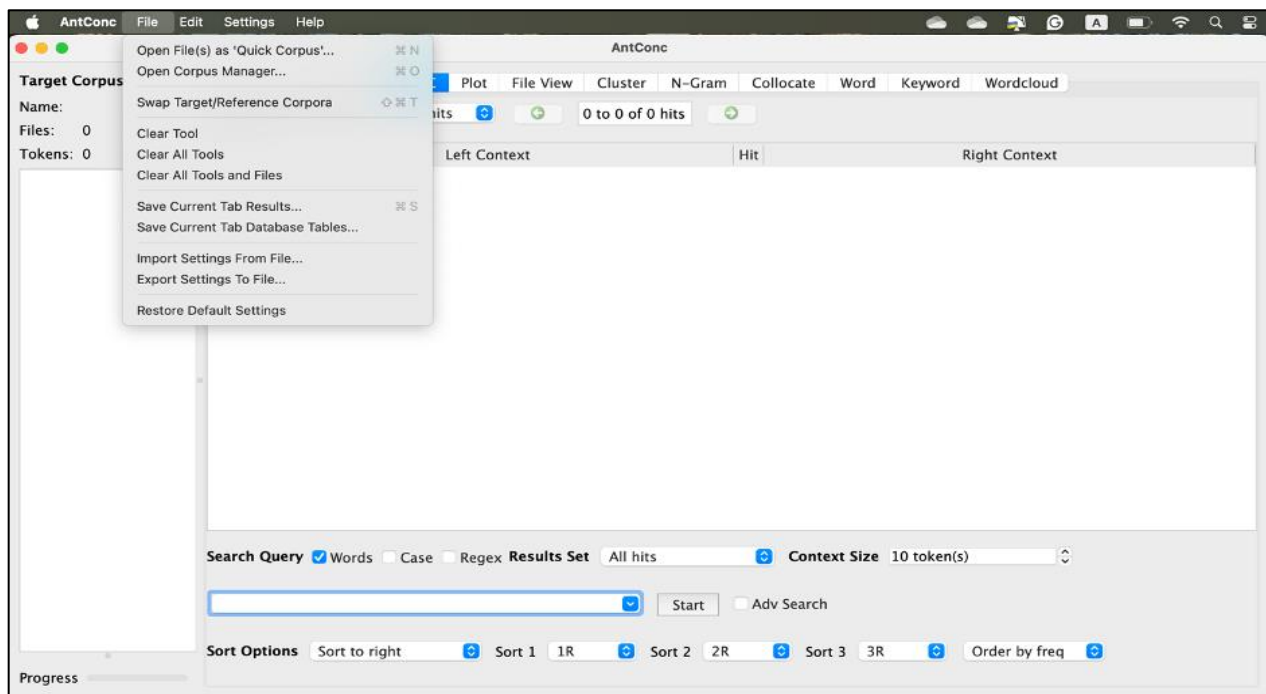 AntConc File Edit Settings Help
A
AntConc
Open File(s) as 'Quick Corpus'... ⌘ N
Open Corpus Manager... ⌘ O
Swap Target/Reference Corpora ⇧ ⌘ T
Clear Tool
Clear All Tools
Clear All Tools and Files
Save Current Tab Results... ⌘ S
Save Current Tab Database Tables...
Import Settings From File...
Export Settings To File...
Restore Default Settings
Target Corpus
Name:
Files: 0
Tokens: 0
Plot File View Cluster N-Gram Collocate Word Keyword Wordcloud
hits 0 to 0 of 0 hits
Left Context Hit Right Context
Search Query Words Case Regex Results Set All hits Context Size 10 token(s)
Start Adv Search
Sort Options Sort to right Sort 1 1R Sort 2 2R Sort 3 3R Order by freq
Progress